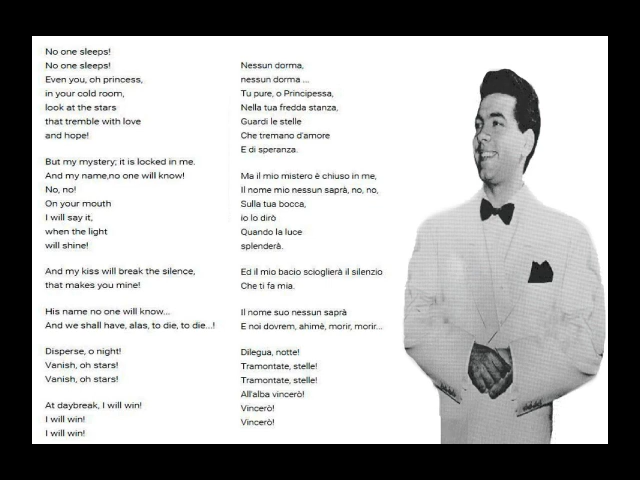 No one sleeps!
No one sleeps!
Even you, oh princess,
in your cold room,
look at the stars
that tremble with love
and hope!
But my mystery; it is locked in me.
And my name,no one will know!
No, no!
On your mouth
I will say it,
when the light
will shine!
And my kiss will break the silence,
that makes you mine!
His name no one will know...
And we shall have, alas, to die, to die...!
Disperse, o night!
Vanish, oh stars!
Vanish, oh stars!
At daybreak, I will win!
I will win!
I will win!
Nessun dorma,
nessun dorma ...
Tu pure, o Principessa,
Nella tua fredda stanza,
Guardi le stelle
Che tremano d'amore
E di speranza.
Ma il mio mistero è chiuso in me,
Il nome mio nessun saprà, no, no,
Sulla tua bocca,
io lo dirò
Quando la luce
splenderà.
Ed il mio bacio scioglierà il silenzio
Che ti fa mia.
Il nome suo nessun saprà
E noi dovrem, ahimè, morir, morir...
Dilegua, notte!
Tramontate, stelle!
Tramontate, stelle!
All'alba vincerò!
Vincerò!
Vincerò!